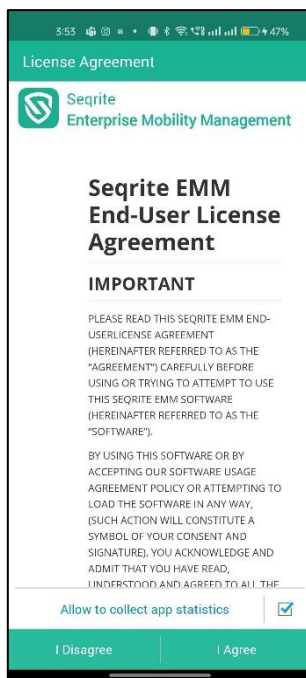 3:53 47%
License Agreement
Seqrite
Enterprise Mobility Management
Seqrite EMM
End-User License
Agreement
IMPORTANT
PLEASE READ THIS SEQRITE EMM END-
USERLICENSE AGREEMENT
(HEREINAFTER REFERRED TO AS THE
"AGREEMENT") CAREFULLY BEFORE
USING OR TRYING TO ATTEMPT TO USE
THIS SEQRITE EMM SOFTWARE
(HEREINAFTER REFERRED TO AS THE
"SOFTWARE").
BY USING THIS SOFTWARE OR BY
ACCEPTING OUR SOFTWARE USAGE
AGREEMENT POLICY OR ATTEMPTING TO
LOAD THE SOFTWARE IN ANY WAY,
(SUCH ACTION WILL CONSTITUTE A
SYMBOL OF YOUR CONSENT AND
SIGNATURE), YOU ACKNOWLEDGE AND
ADMIT THAT YOU HAVE READ,
UNDERSTOOD AND AGREED TO ALL THE
Allow to collect app statistics
I Disagree I Agree